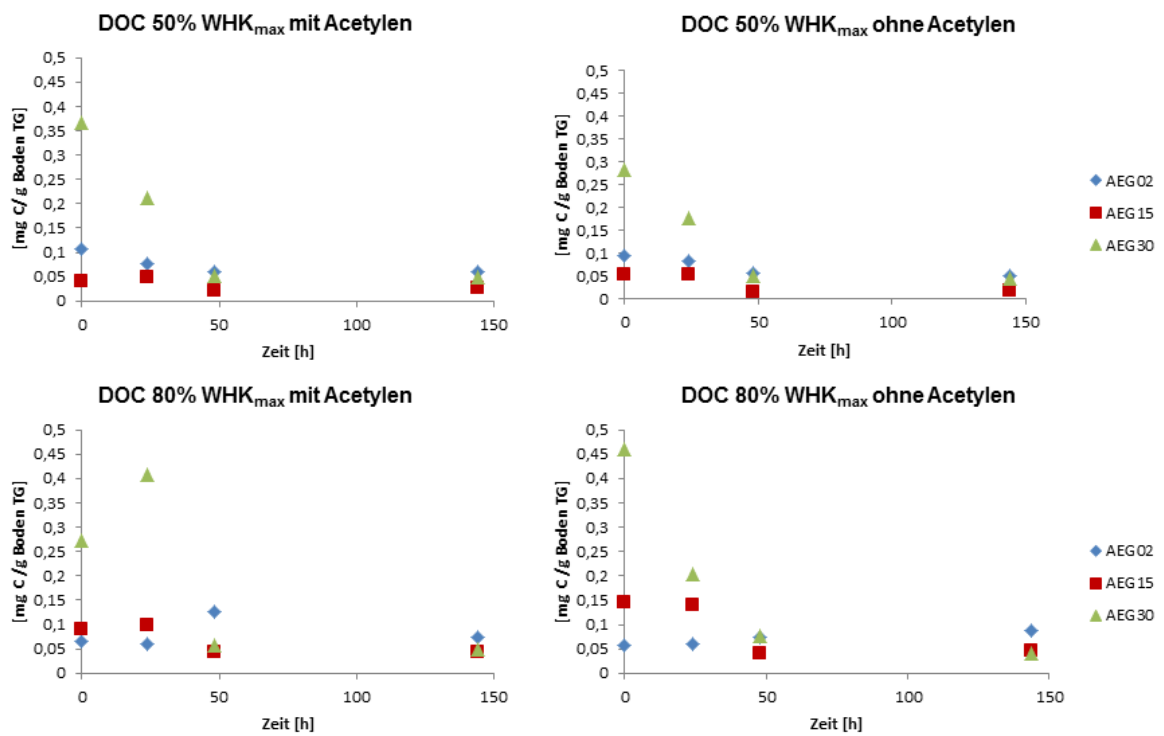 DOC 50% WHKmax mit Acetylen
[mg C/g Boden TG]
0,5
0,45
0,4
0,35
0,3
0,25
0,2
0,15
0,1
0,05
0
0 50 100 150
Zeit [h]
DOC 50% WHKmax ohne Acetylen
[mg C/g Boden TG]
0,5
0,45
0,4
0,35
0,3
0,25
0,2
0,15
0,1
0,05
0
0 50 100 150
Zeit [h]
AEG02
AEG15
AEG30
DOC 80% WHKmax mit Acetylen
[mg C/g Boden TG]
0,5
0,45
0,4
0,35
0,3
0,25
0,2
0,15
0,1
0,05
0
0 50 100 150
Zeit [h]
DOC 80% WHKmax ohne Acetylen
[mg C/g Boden TG]
0,5
0,45
0,4
0,35
0,3
0,25
0,2
0,15
0,1
0,05
0
0 50 100 150
Zeit [h]
AEG02
AEG15
AEG30